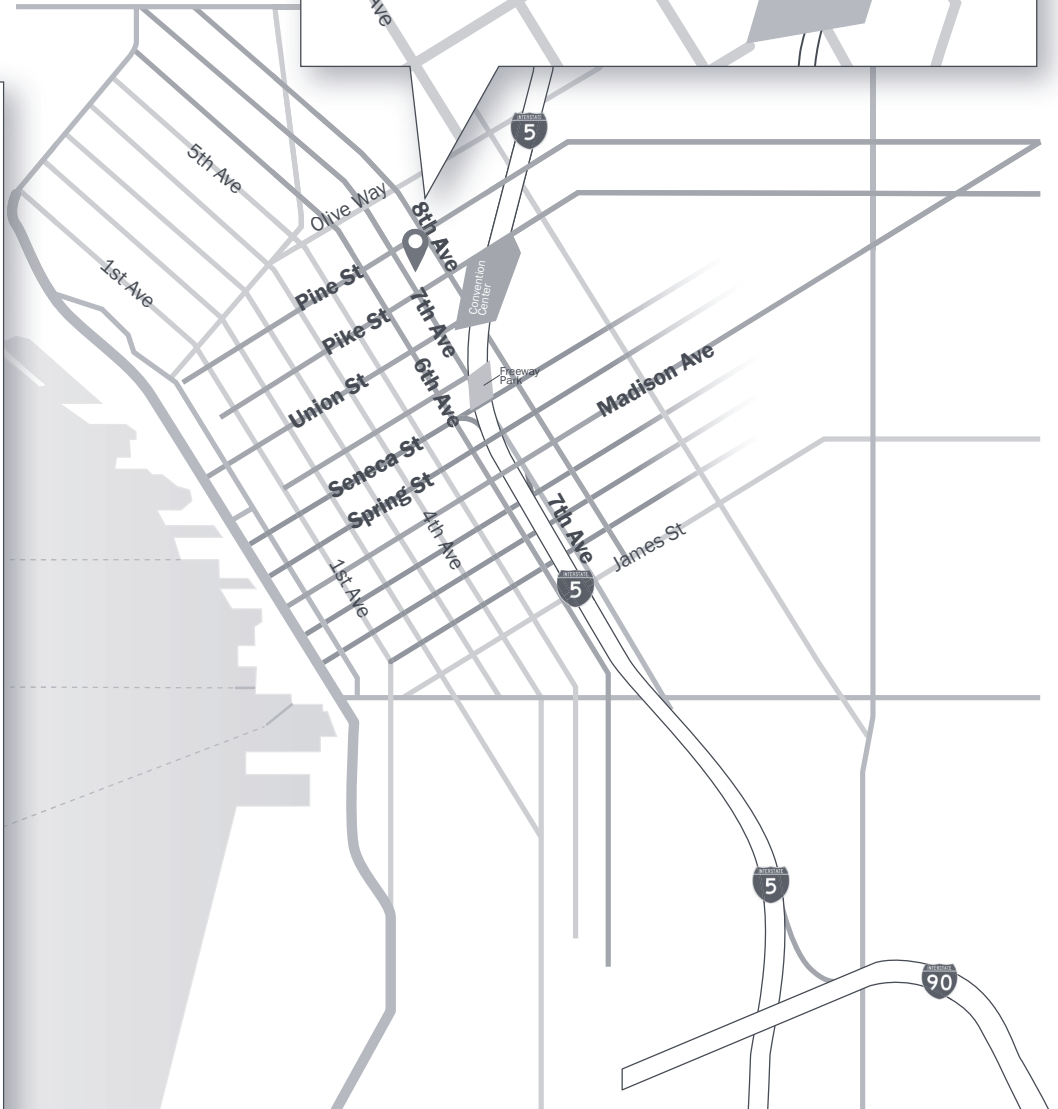 Ave
INTERSTATE
5
5th Ave
Olive Way
8th Ave
1st Ave
Pine St
Convention
Center
Pike St
7th Ave
Union St
6th Ave
Freeway
Park
Madison Ave
Seneca St
Spring St
4th Ave
7th Ave
James St
1st Ave
INTERSTATE
5
INTERSTATE
5
INTERSTATE
90